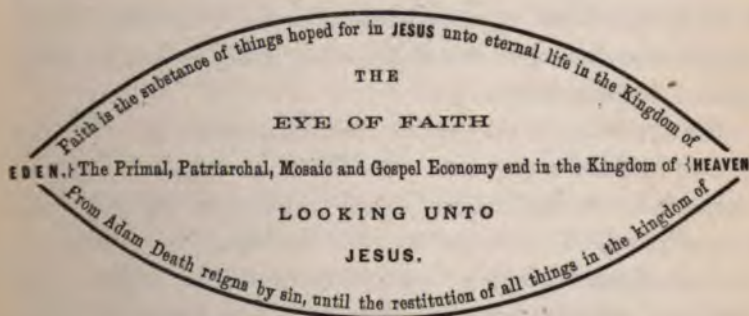 Faith is the substance of things hoped for in JESUS unto eternal life in the Kingdom of
THE
EYE OF FAITH
EDEN.} The Primal, Patriarchal, Mosaic and Gospel Economy end in the Kingdom of {HEAVEN
LOOKING UNTO
JESUS.
From Adam Death reigns by sin, until the restitution of all things in the kingdom of